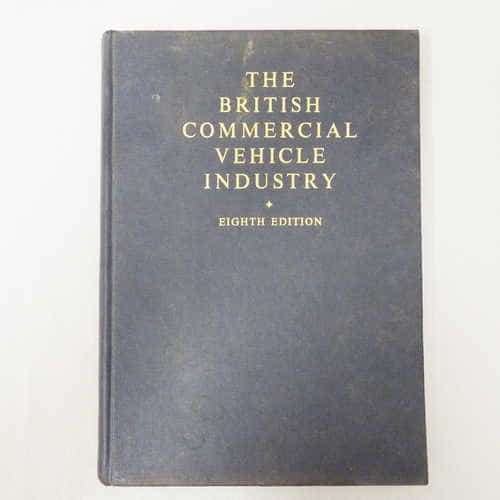 THE
BRITISH
COMMERCIAL
VEHICLE
INDUSTRY
EIGHTH EDITION